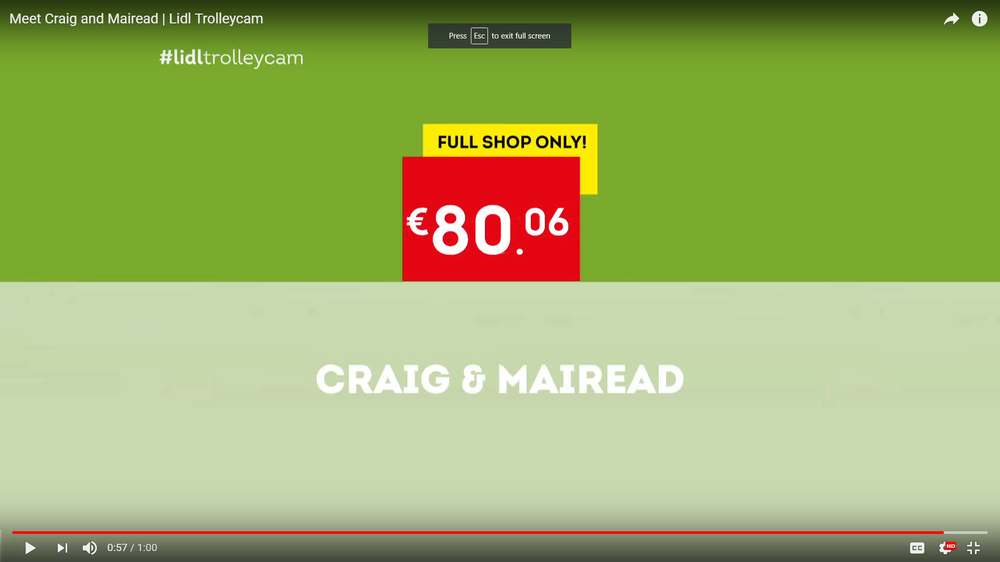 Meet Craig and Mairead | Lidl Trolleycam
Press Esc to exit full screen
#lidltrolleycam
FULL SHOP ONLY!
€80.06
CRAIG & MAIREAD
0:57 / 1:00
CC
HD